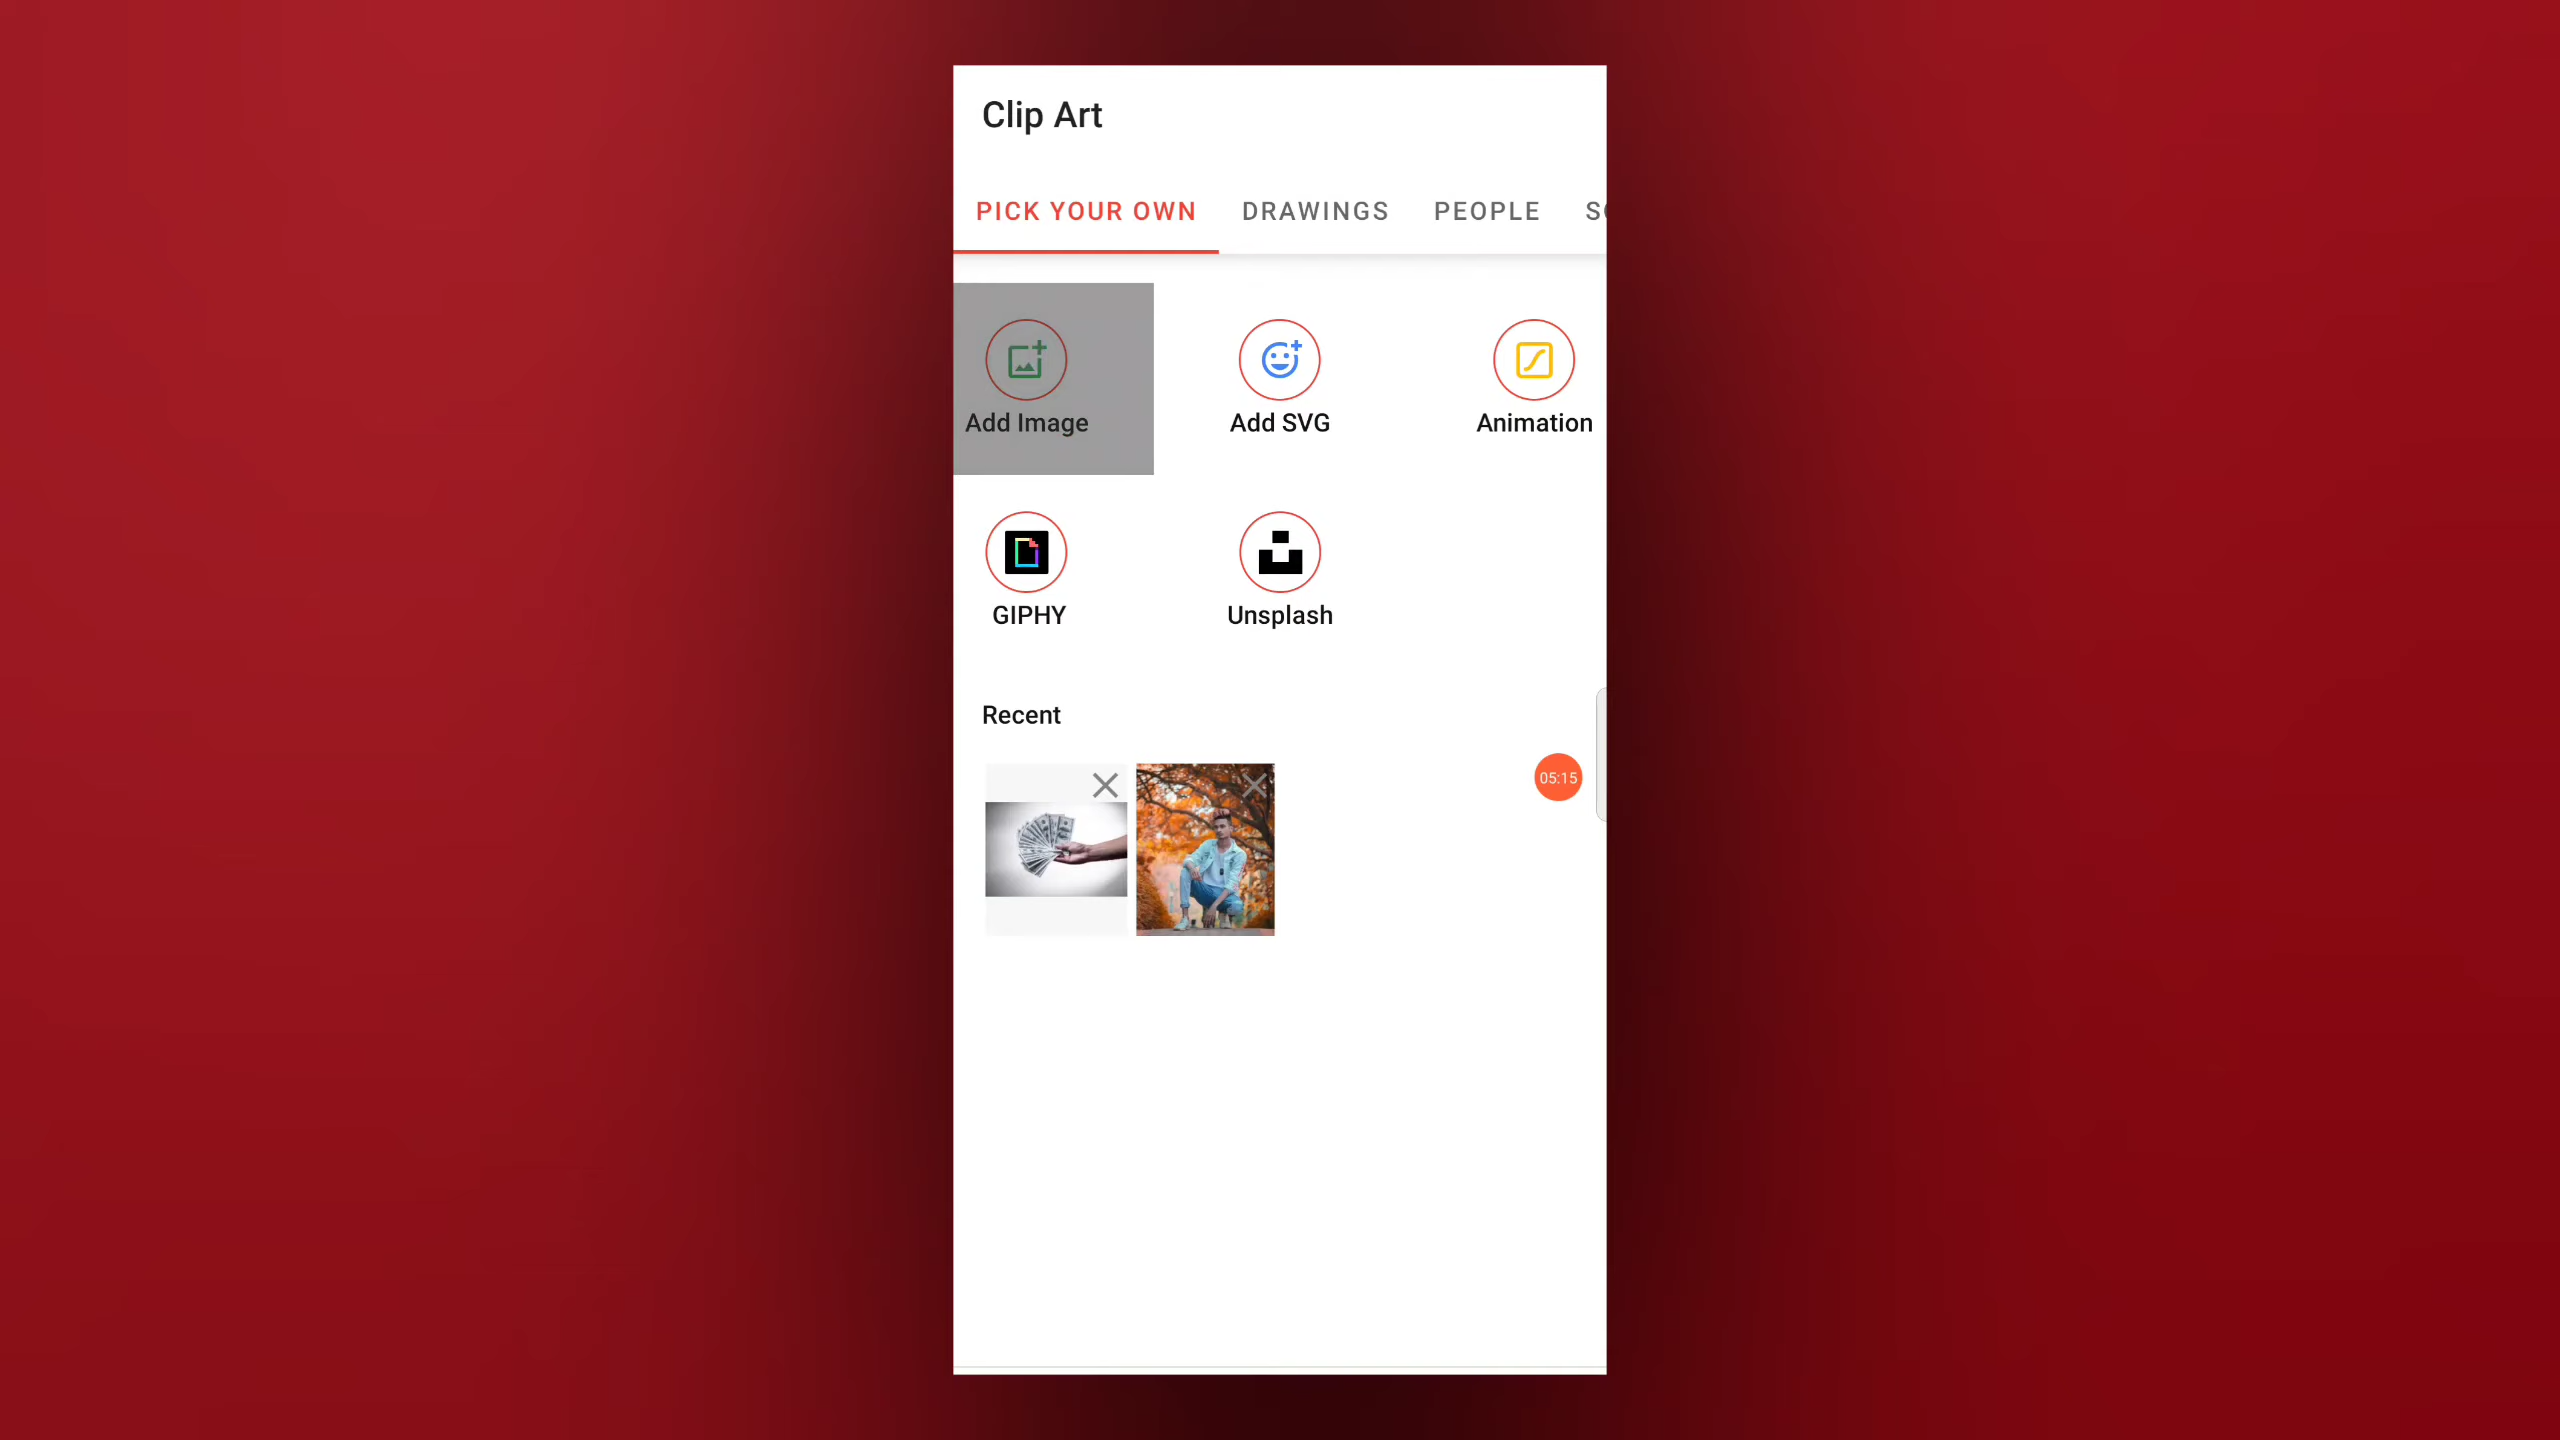 Clip Art
PICK YOUR OWN DRAWINGS PEOPLE
Add Image Add SVG Animation
GIPHY Unsplash
Recent
05:15